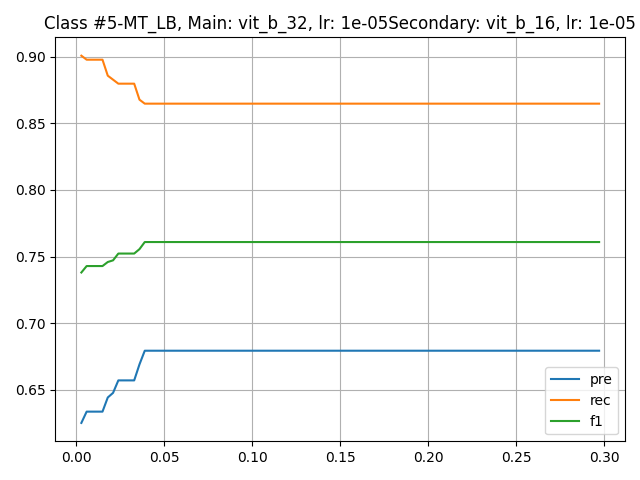 Class #5-MT_LB, Main: vit_b_32, lr: 1e-05Secondary: vit_b_16, lr: 1e-05
0.90
0.85
0.80
0.75
0.70
0.65
pre
rec
f1
0.00 0.05 0.10 0.15 0.20 0.25 0.30